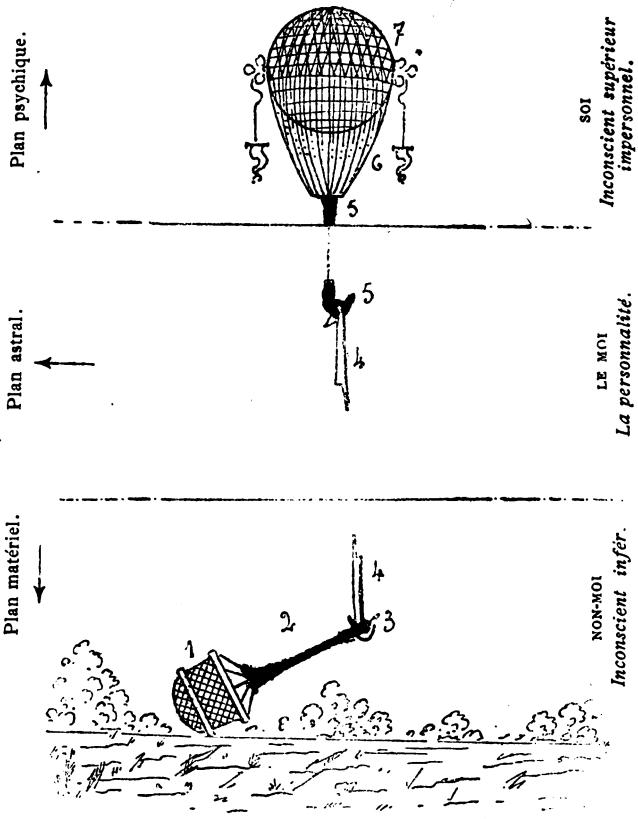 Plan psychique.
7
6
5
SOI
Inconscient supérieur
impersonnel.
Plan astral.
5
4
LE MOI
La personnalité.
Plan matériel.
4
3
2
1
NON-MOI
Inconscient infér.